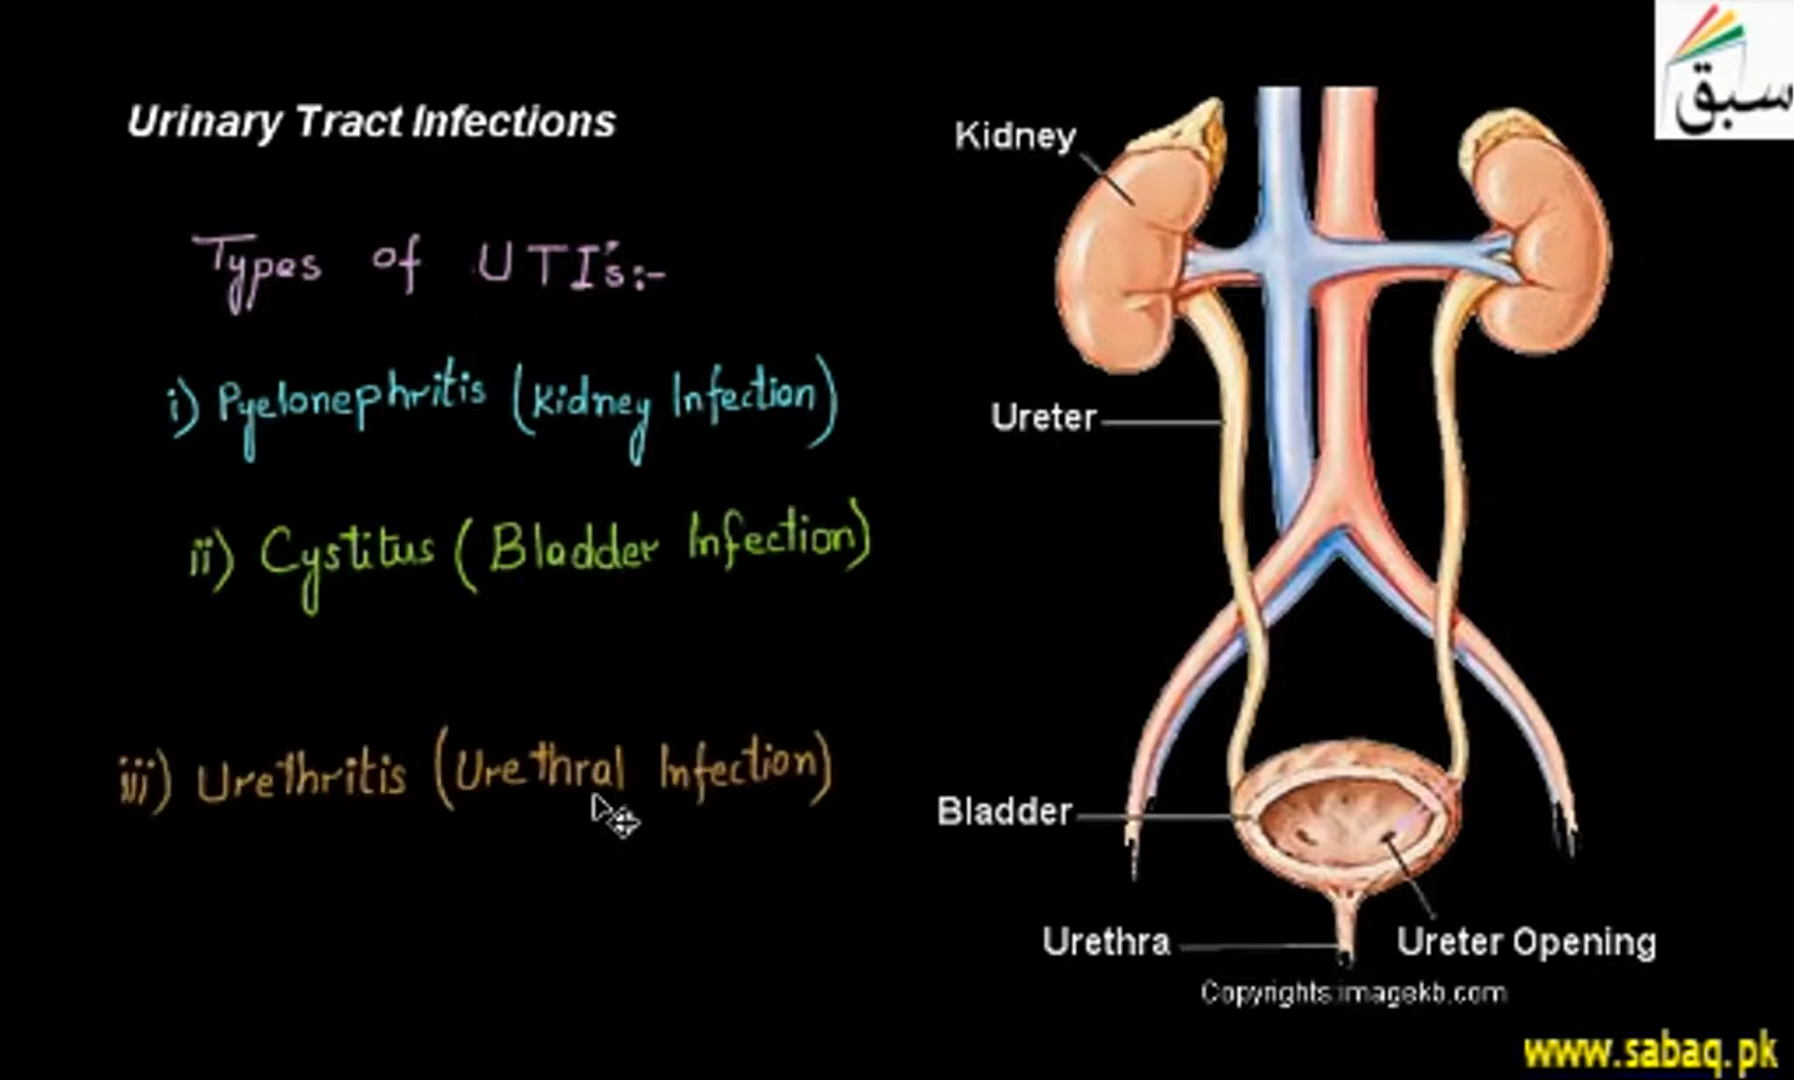 سبق
Urinary Tract Infections
Types of UTI's:-
i) Pyelonephritis (Kidney Infection)
ii) Cystitus (Bladder Infection)
iii) Urethritis (Urethral Infection)
Kidney
Ureter
Bladder
Urethra
Ureter Opening
Copyrights:imagekb.com
www.sabaq.pk